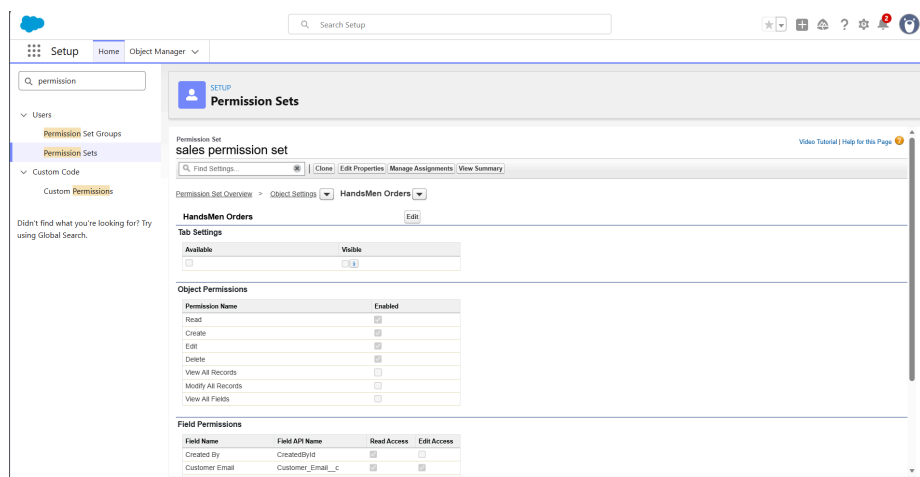 Search Setup
2
Setup Home Object Manager
permission
Users
Permission Set Groups
Permission Sets
Custom Code
Custom Permissions
Didn't find what you're looking for? Try
using Global Search.
SETUP
Permission Sets
Permission Set
sales permission set
Video Tutorial | Help for this Page
Find Settings... | Clone Edit Properties Manage Assignments View Summary
Permission Set Overview > Object Settings HandsMen Orders
HandsMen Orders Edit
Tab Settings
Available Visible
i
Object Permissions
Permission Name Enabled
Read
Create
Edit
Delete
View All Records
Modify All Records
View All Fields
Field Permissions
Field Name Field API Name Read Access Edit Access
Created By CreatedById
Customer Email Customer_Email__c